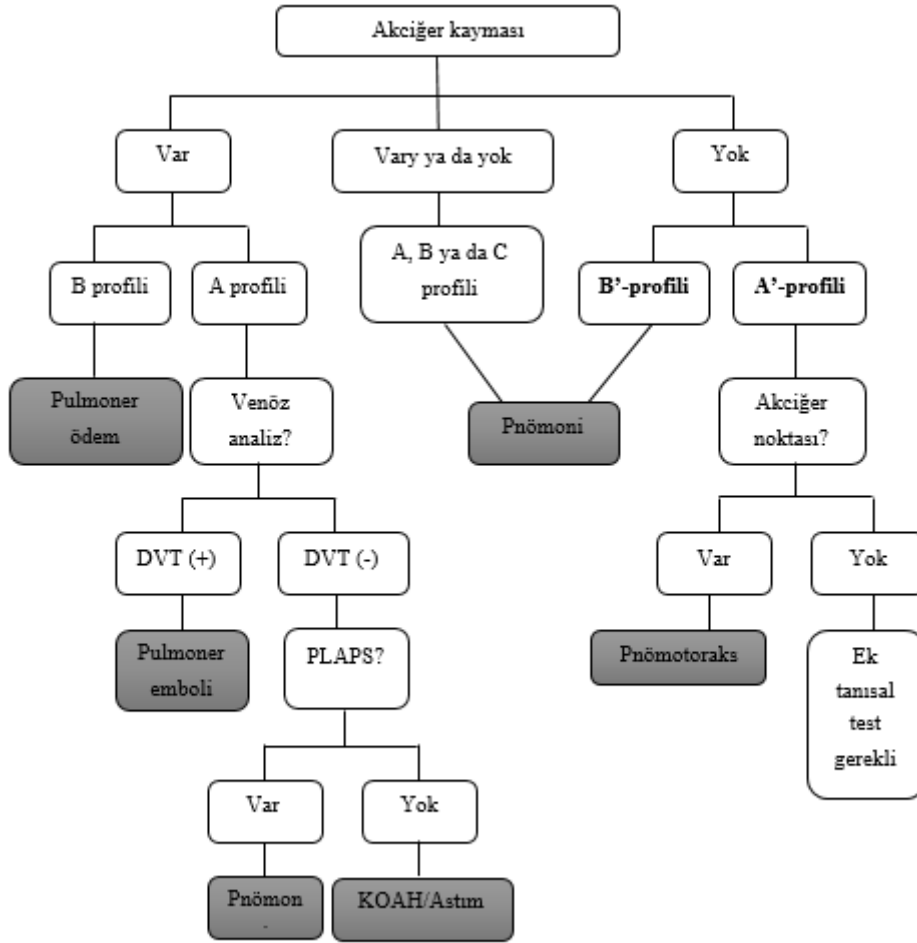 Akciğer kayması
Var
Vary ya da yok
Yok
B profili
A profili
A, B ya da C
profili
B’-profili
A’-profili
Pulmoner
ödem
Venöz
analiz?
Pnömoni
Akciğer
noktası?
DVT (+)
DVT (-)
Var
Yok
Pulmoner
emboli
PLAPS?
Pnömotoraks
Ek
tanısal
test
gerekli
Var
Yok
Pnömon
KOAH/Astım